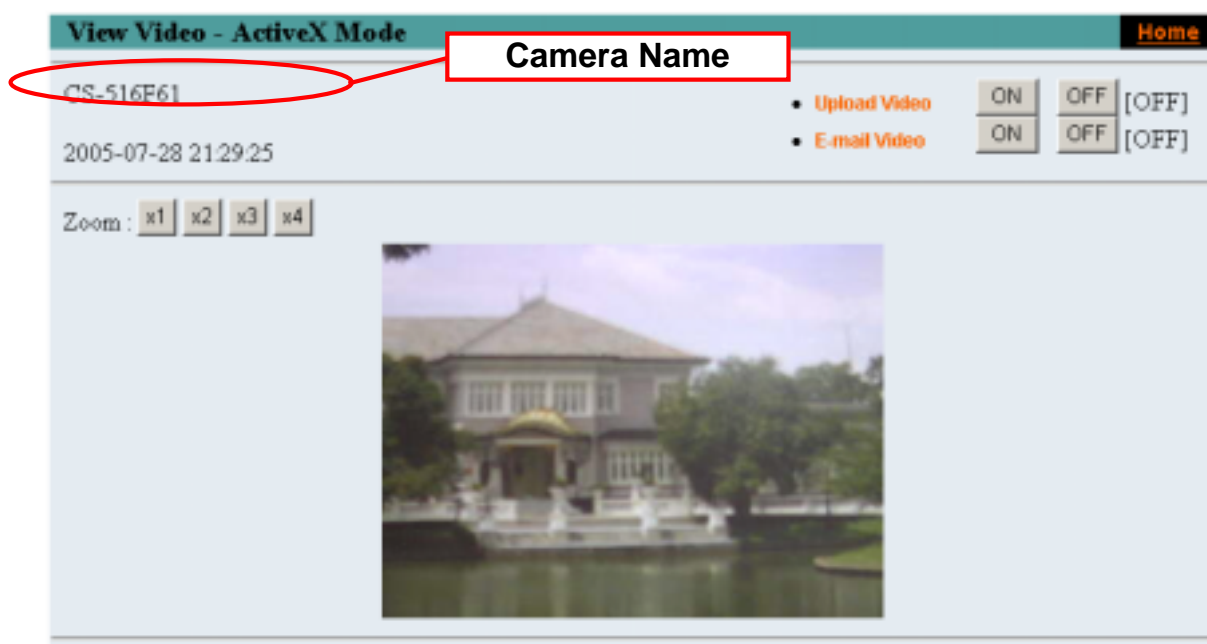 View Video - ActiveX Mode
Home
Camera Name
CS-516F61
Upload Video ON OFF [OFF]
E-mail Video ON OFF [OFF]
2005-07-28 21:29:25
Zoom : x1 x2 x3 x4